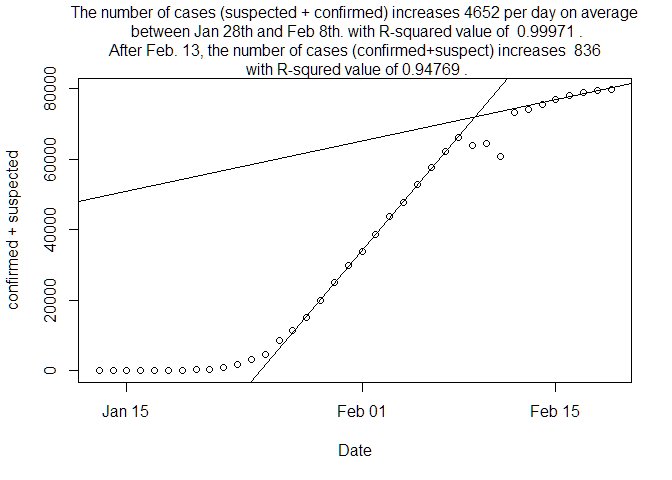 The number of cases (suspected + confirmed) increases 4652 per day on average
between Jan 28th and Feb 8th. with R-squared value of  0.99971 .
After Feb. 13, the number of cases (confirmed+suspect) increases  836
with R-squred value of 0.94769 .
80000
60000
40000
20000
0
confirmed + suspected
Jan 15
Feb 01
Feb 15
Date